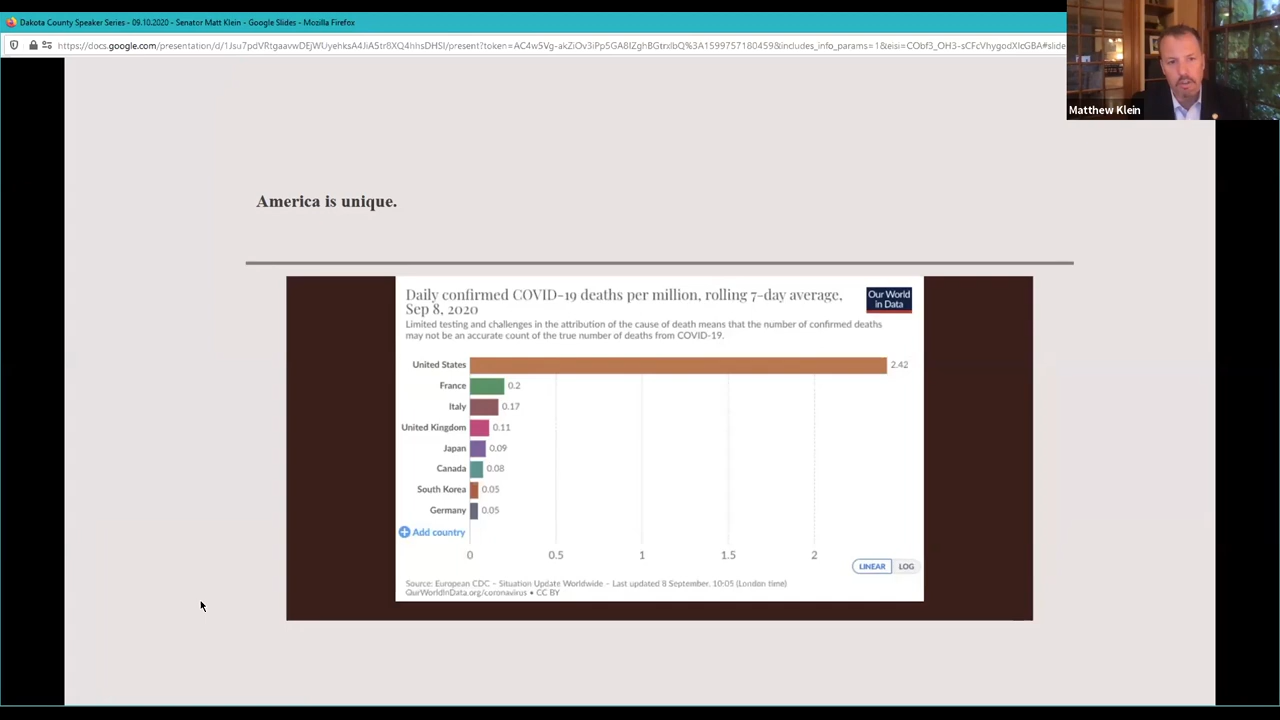 Dakota County Speaker Series - 09.10.2020 - Senator Matt Klein - Google Slides - Mozilla Firefox
Matthew Klein
America is unique.
Daily confirmed COVID-19 deaths per million, rolling 7-day average,
Sep 8, 2020
Our World
in Data
Limited testing and challenges in the attribution of the cause of death means that the number of confirmed deaths
may not be an accurate count of the true number of deaths from COVID-19.
United States 2.42
France 0.2
Italy 0.17
United Kingdom 0.11
Japan 0.09
Canada 0.08
South Korea 0.05
Germany 0.05
Add country
0 0.5 1 1.5 2
LINEAR LOG
Source: European CDC – Situation Update Worldwide – Last updated 8 September, 10:05 (London time)
OurWorldInData.org/coronavirus • CC BY